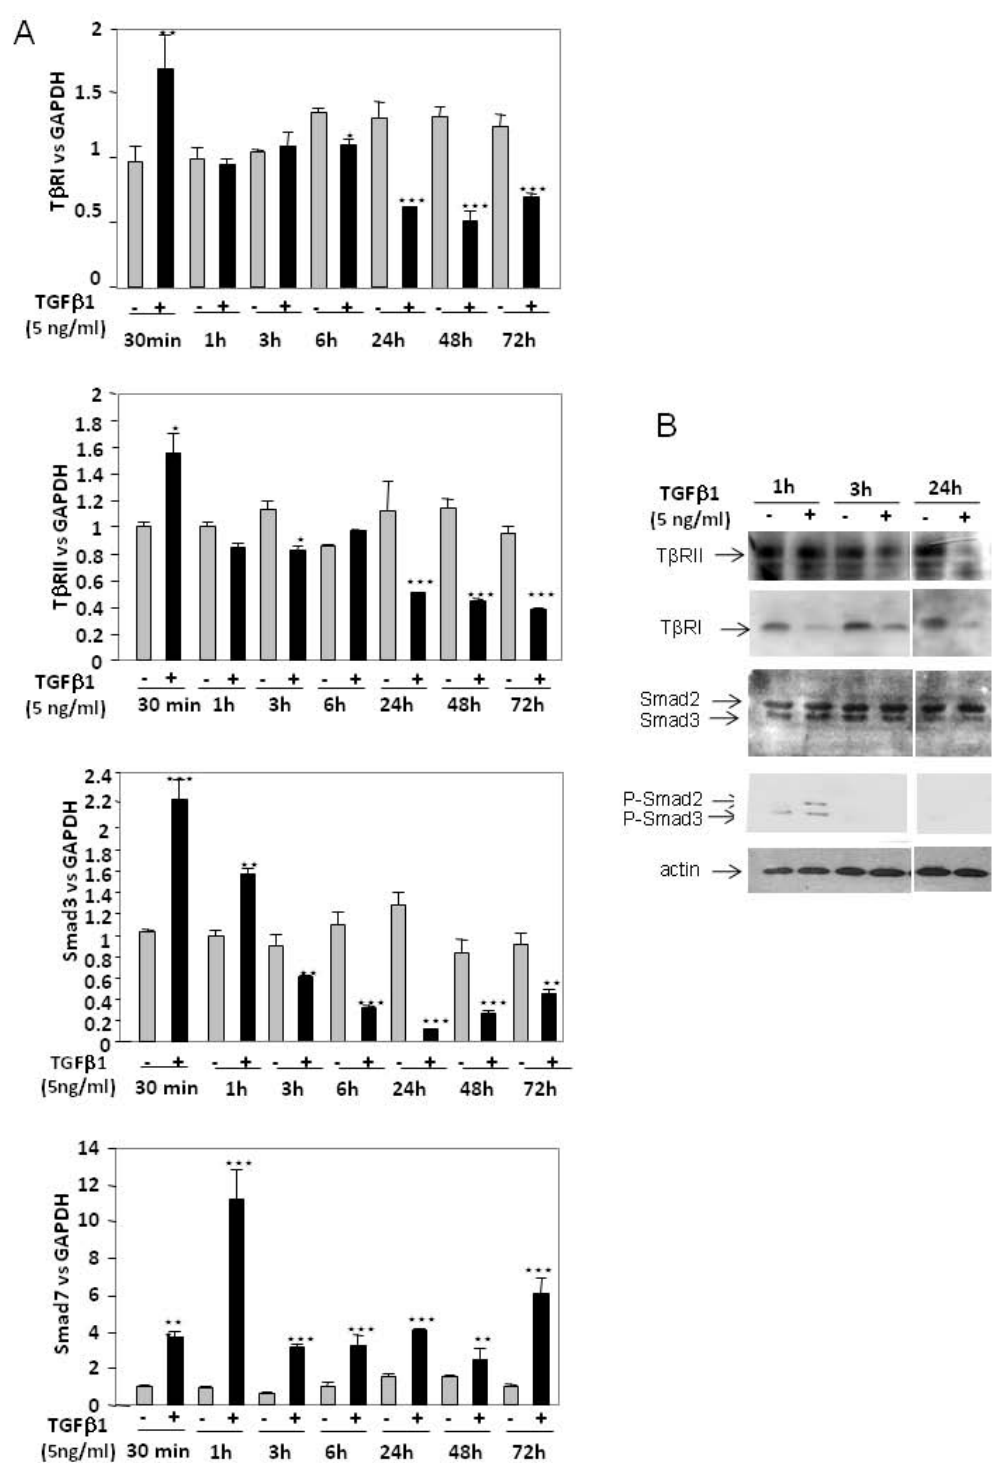 A
TβRI vs GAPDH
2
1.5
1
0.5
0
** * *** *** ***
TGFβ1 - + - + - + - + - + - + - +
(5 ng/ml)
30min 1h 3h 6h 24h 48h 72h
TβRII vs GAPDH
2
1.8
1.6
1.4
1.2
1
0.8
0.6
0.4
0.2
0
* * *** *** ***
TGFβ1 - + - + - + - + - + - + - +
(5 ng/ml)
30 min 1h 3h 6h 24h 48h 72h
Smad3 vs GAPDH
2.4
2.2
2
1.8
1.6
1.4
1.2
1
0.8
0.6
0.4
0.2
0
*** ** ** *** *** *** **
TGFβ1 - + - + - + - + - + - + - +
(5ng/ml)
30 min 1h 3h 6h 24h 48h 72h
Smad7 vs GAPDH
14
12
10
8
6
4
2
0
** *** *** *** *** ** ***
TGFβ1 - + - + - + - + - + - + - +
(5ng/ml)
30 min 1h 3h 6h 24h 48h 72h
B
1h 3h 24h
TGFβ1
(5 ng/ml) - + - + - +
TβRII
TβRI
Smad2
Smad3
P-Smad2
P-Smad3
actin